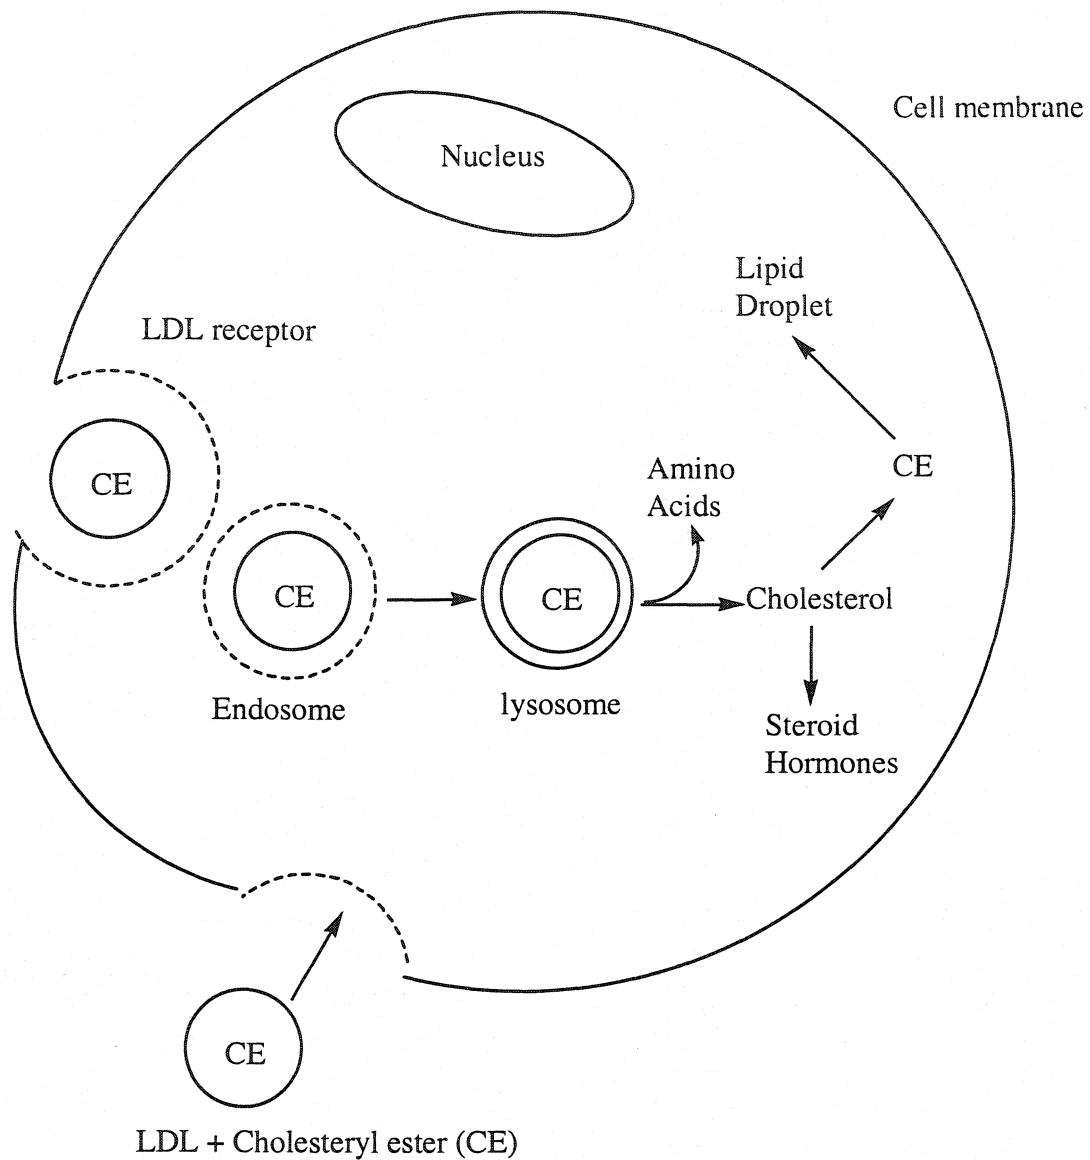 Cell membrane
Nucleus
Lipid
Droplet
LDL receptor
CE
CE
Amino
Acids
CE
CE
Cholesterol
Endosome
lysosome
Steroid
Hormones
CE
LDL + Cholesteryl ester (CE)